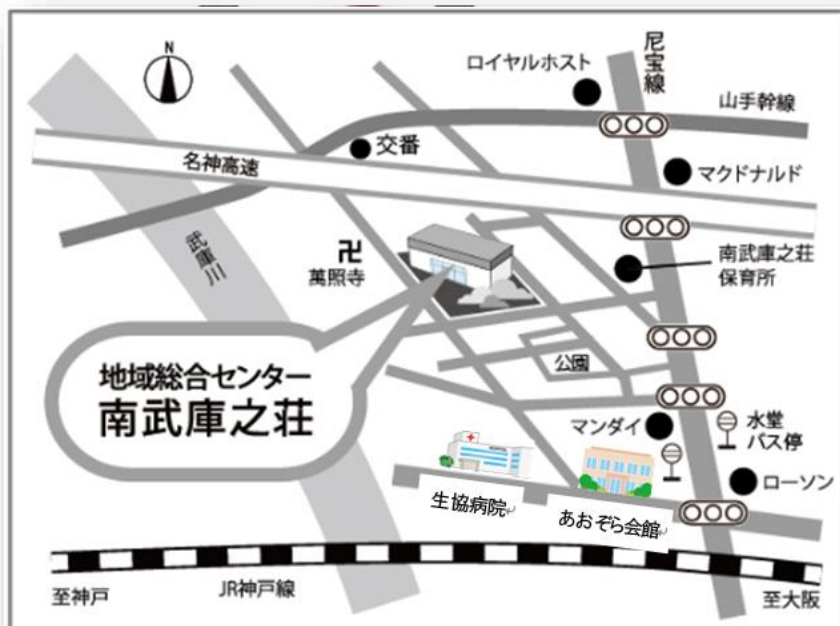 N
ロイヤルホスト
尼宝線
山手幹線
交番
名神高速
マクドナルド
武庫川
卍
萬照寺
南武庫之荘
保育所
地域総合センター
南武庫之荘
公園
マンダイ
水堂
バス停
ローソン
生協病院
あおぞら会館
至神戸
JR神戸線
至大阪